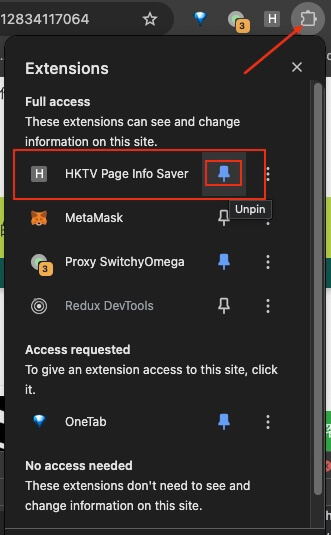 12834117064
3
H
Extensions
Full access
These extensions can see and change
information on this site.
H HKTV Page Info Saver
Unpin
MetaMask
3 Proxy SwitchyOmega
Redux DevTools
Access requested
To give an extension access to this site, click
it.
OneTab
No access needed
These extensions don't need to see and
change information on this site.